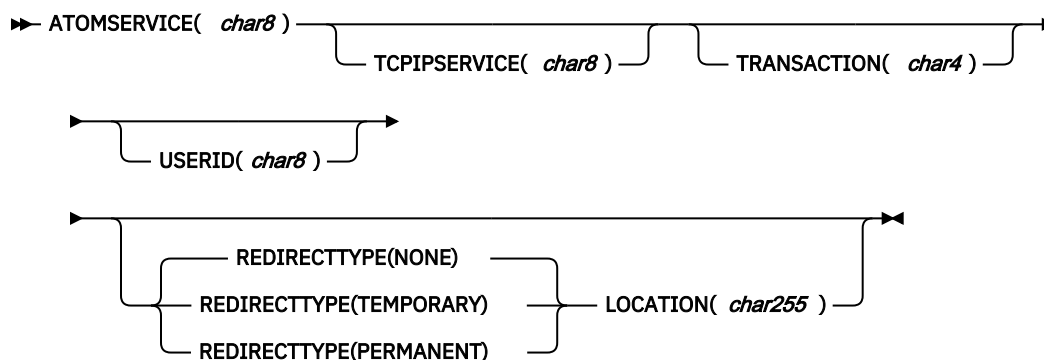 ATOMSERVICE( char8 )
TCPIPSERVICE( char8 )
TRANSACTION( char4 )
USERID( char8 )
REDIRECTTYPE(NONE)
REDIRECTTYPE(TEMPORARY)
LOCATION( char255 )
REDIRECTTYPE(PERMANENT)